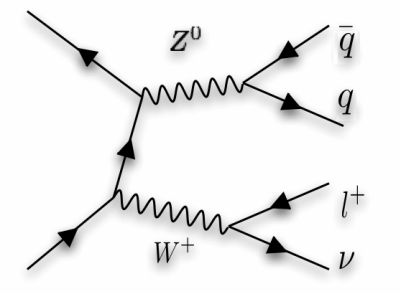 Z⁰
q̄
q
l⁺
W⁺
ν